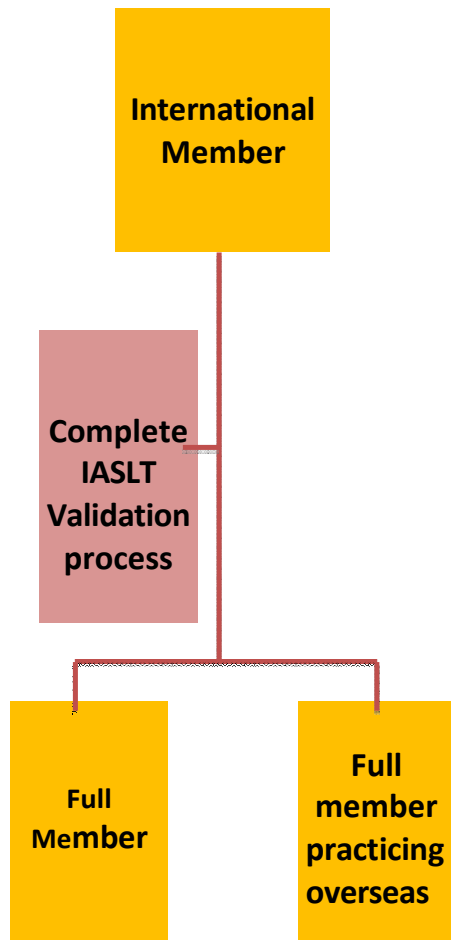 International
Member
Complete
IASLT
Validation
process
Full
Member
Full
member
practicing
overseas